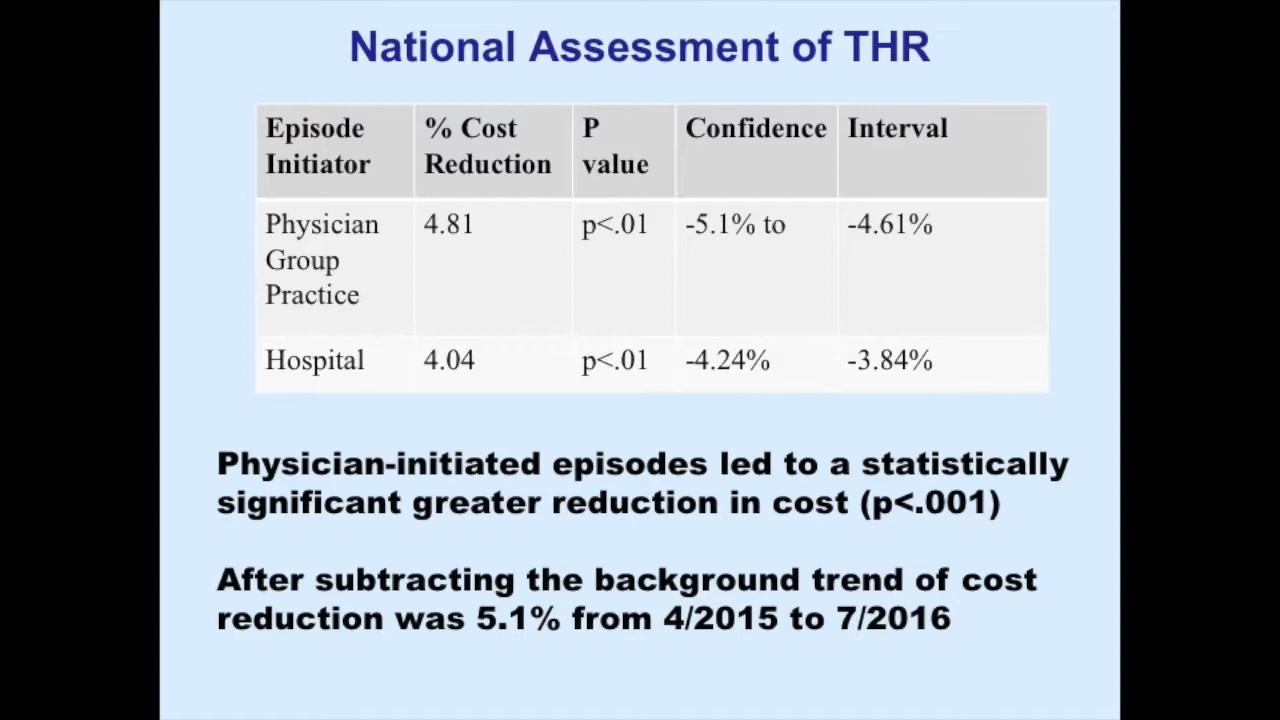 National Assessment of THR
Episode Initiator | % Cost Reduction | P value | Confidence | Interval
Physician Group Practice | 4.81 | p<.01 | -5.1% to | -4.61%
Hospital | 4.04 | p<.01 | -4.24% | -3.84%
Physician-initiated episodes led to a statistically
significant greater reduction in cost (p<.001)
After subtracting the background trend of cost
reduction was 5.1% from 4/2015 to 7/2016